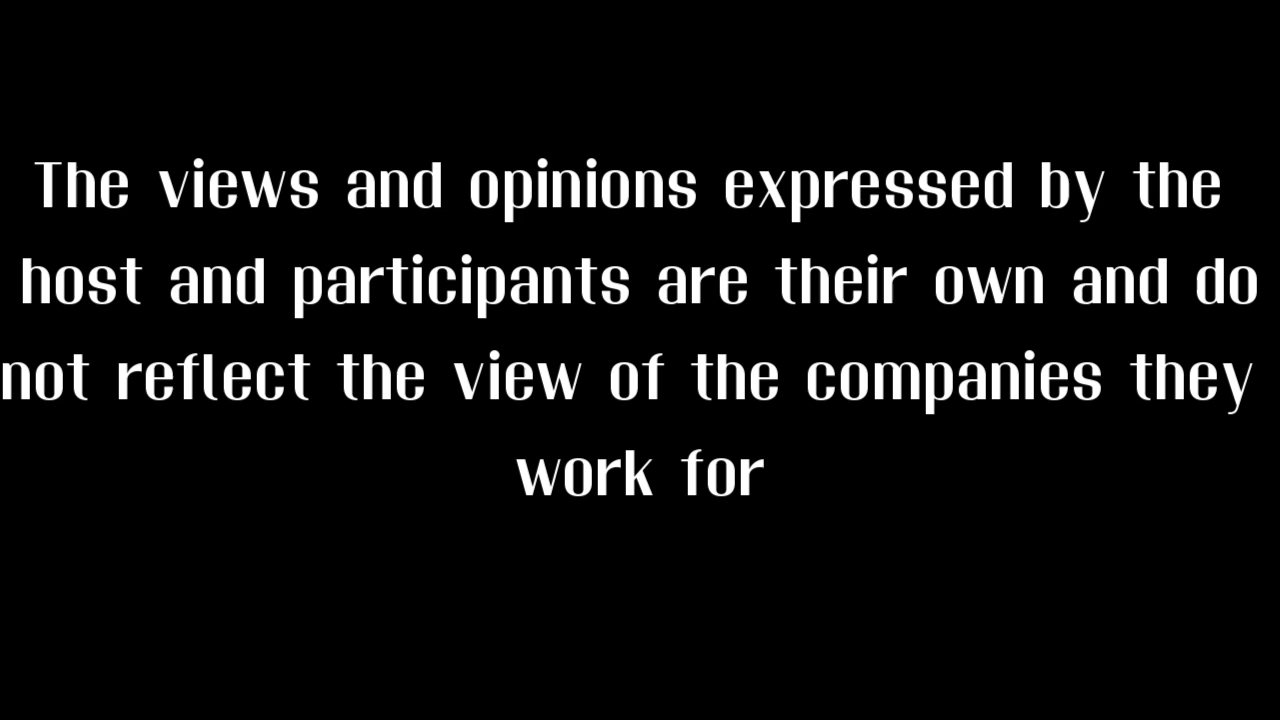 The views and opinions expressed by the
host and participants are their own and do
not reflect the view of the companies they
work for